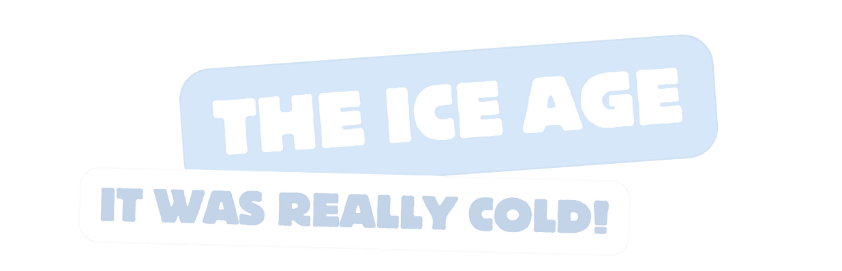 THE ICE AGE
IT WAS REALLY COLD!